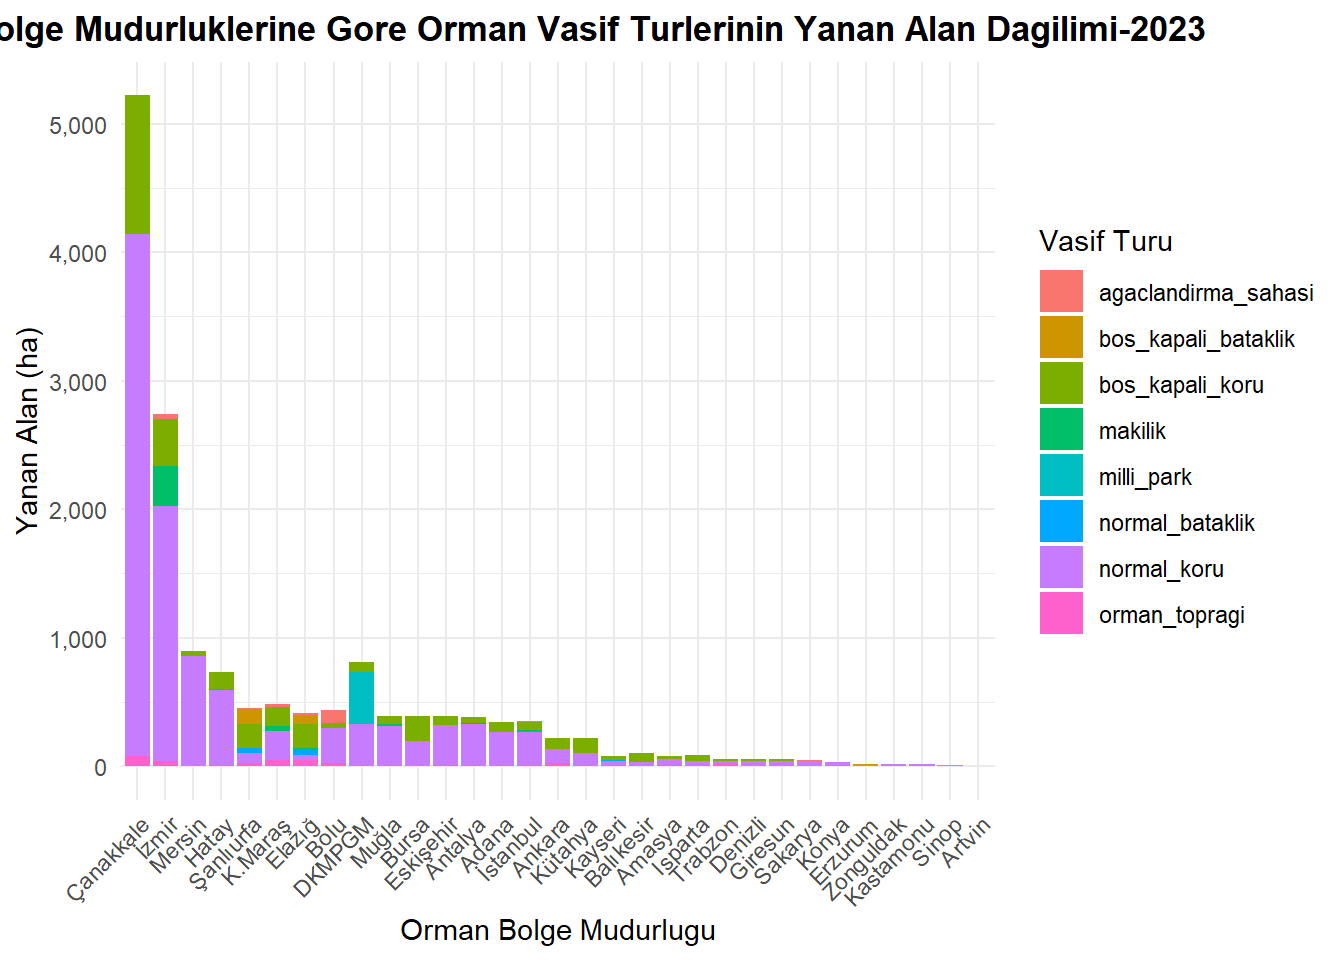 olge Mudurluklerine Gore Orman Vasif Turlerinin Yanan Alan Dagilimi-2023
Yanan Alan (ha)
5,000
4,000
3,000
2,000
1,000
0
Çanakkale
İzmir
Mersin
Hatay
Şanlıurfa
K.Maraş
Elazığ
Bolu
DKMPGM
Muğla
Bursa
Eskişehir
Antalya
Adana
İstanbul
Ankara
Kütahya
Kayseri
Balıkesir
Amasya
Isparta
Trabzon
Denizli
Giresun
Sakarya
Konya
Erzurum
Zonguldak
Kastamonu
Sinop
Artvin
Orman Bolge Mudurlugu
Vasif Turu
agaclandirma_sahasi
bos_kapali_bataklik
bos_kapali_koru
makilik
milli_park
normal_bataklik
normal_koru
orman_topragi